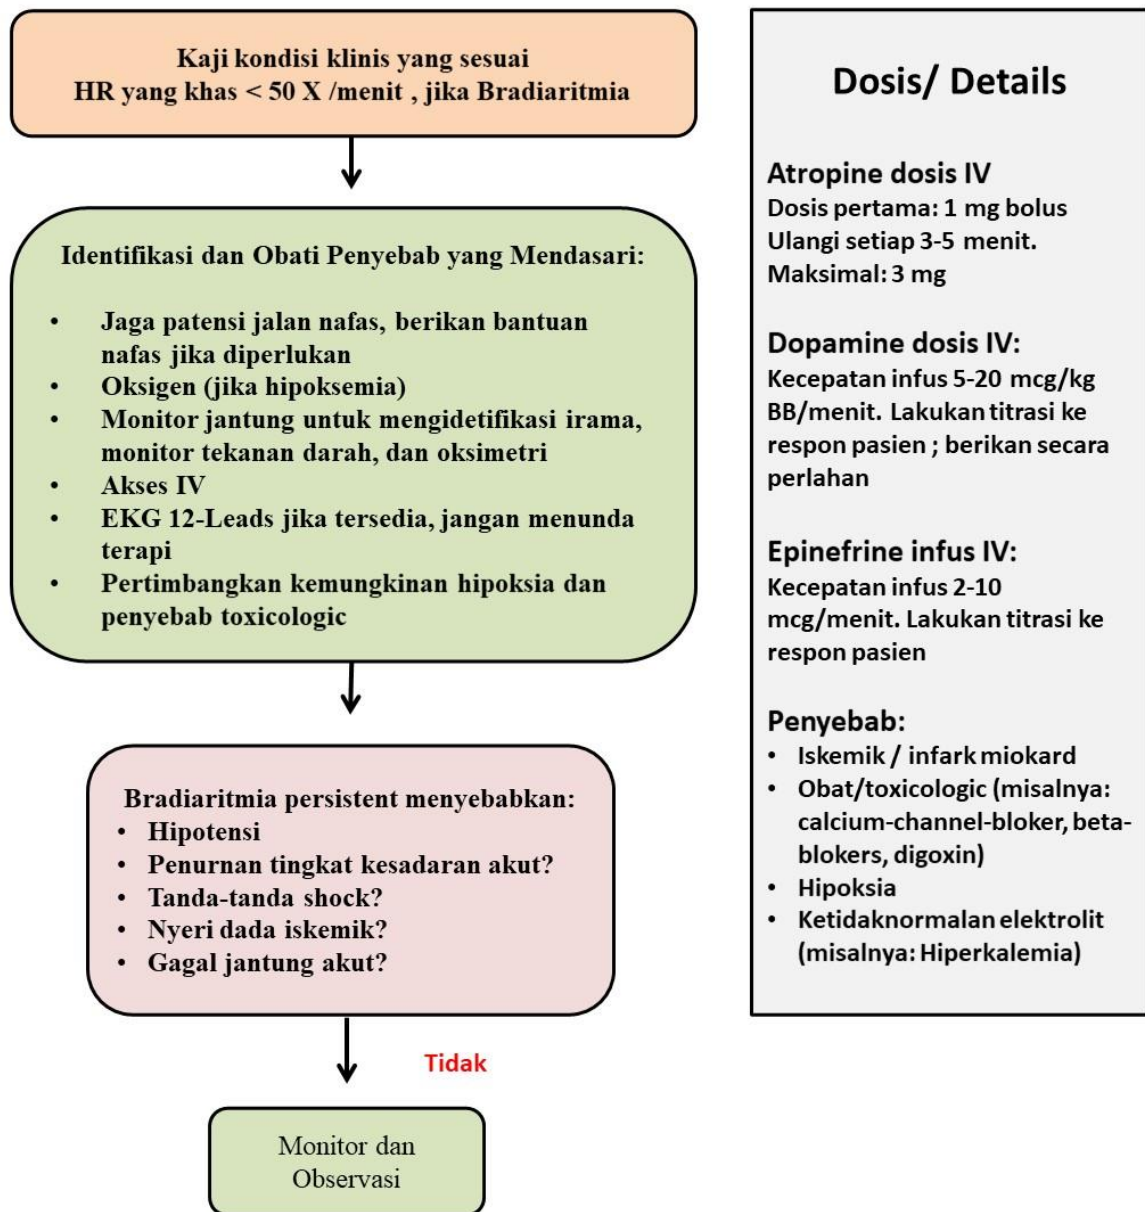 Kaji kondisi klinis yang sesuai
HR yang khas < 50 X /menit , jika Bradiaritmia
Identifikasi dan Obati Penyebab yang Mendasari:
• Jaga patensi jalan nafas, berikan bantuan
nafas jika diperlukan
• Oksigen (jika hipoksemia)
• Monitor jantung untuk mengidetifikasi irama,
monitor tekanan darah, dan oksimetri
• Akses IV
• EKG 12-Leads jika tersedia, jangan menunda
terapi
• Pertimbangkan kemungkinan hipoksia dan
penyebab toxicologic
Bradiaritmia persistent menyebabkan:
• Hipotensi
• Penurnan tingkat kesadaran akut?
• Tanda-tanda shock?
• Nyeri dada iskemik?
• Gagal jantung akut?
Tidak
Monitor dan
Observasi
Dosis/ Details
Atropine dosis IV
Dosis pertama: 1 mg bolus
Ulangi setiap 3-5 menit.
Maksimal: 3 mg
Dopamine dosis IV:
Kecepatan infus 5-20 mcg/kg
BB/menit. Lakukan titrasi ke
respon pasien ; berikan secara
perlahan
Epinefrine infus IV:
Kecepatan infus 2-10
mcg/menit. Lakukan titrasi ke
respon pasien
Penyebab:
• Iskemik / infark miokard
• Obat/toxicologic (misalnya:
calcium-channel-bloker, beta-
blokers, digoxin)
• Hipoksia
• Ketidaknormalan elektrolit
(misalnya: Hiperkalemia)